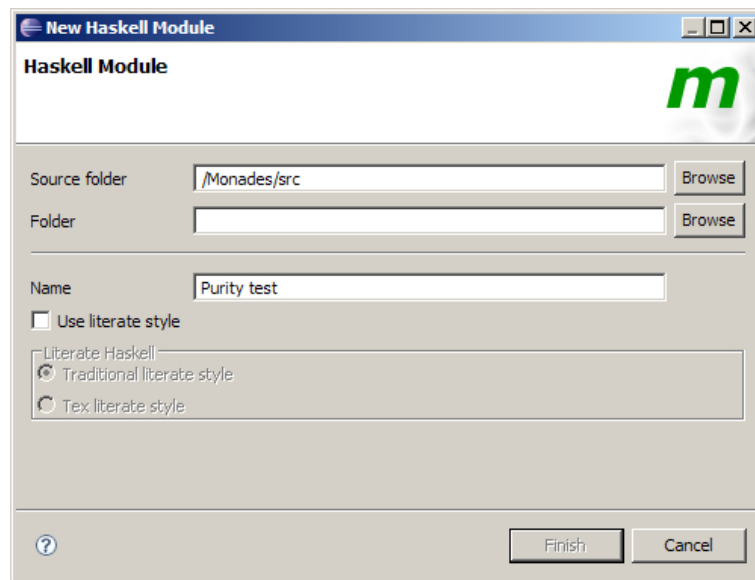 New Haskell Module
Haskell Module
m
Source folder /Monades/src Browse
Folder Browse
Name Purity test
Use literate style
Literate Haskell
Traditional literate style
Tex literate style
? Finish Cancel